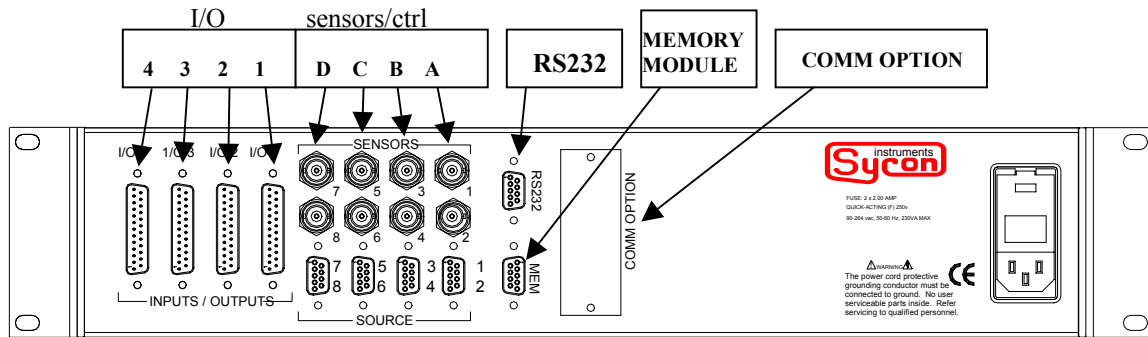 I/O sensors/ctrl
4 3 2 1 D C B A
RS232
MEMORY
MODULE
COMM OPTION
I/O 1/O 3 I/O 2 I/O
SENSORS
7 5 3 1
8 6 4 2
7 5 3 1
8 6 4 2
INPUTS / OUTPUTS
SOURCE
RS232
MEM
COMM OPTION
instruments
Sycon
FUSE: 2 x 2.00 AMP
QUICK-ACTING (F) 250v
90-264 vac, 50-60 Hz, 230VA MAX
WARNING
The power cord protective
grounding conductor must be
connected to ground. No user
serviceable parts inside. Refer
servicing to qualified personnel.
CE